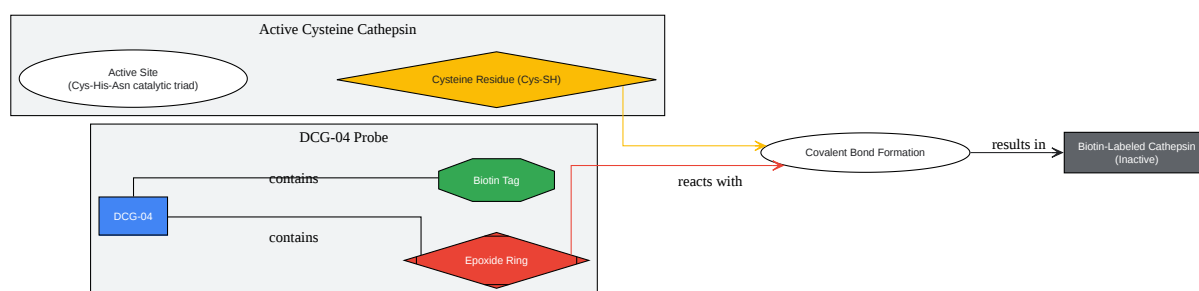 Active Cysteine Cathepsin
Active Site
(Cys-His-Asn catalytic triad)
Cysteine Residue (Cys-SH)
DCG-04 Probe
contains
Biotin Tag
DCG-04
contains
Epoxide Ring
reacts with
Covalent Bond Formation
results in
Biotin-Labeled Cathepsin
(Inactive)